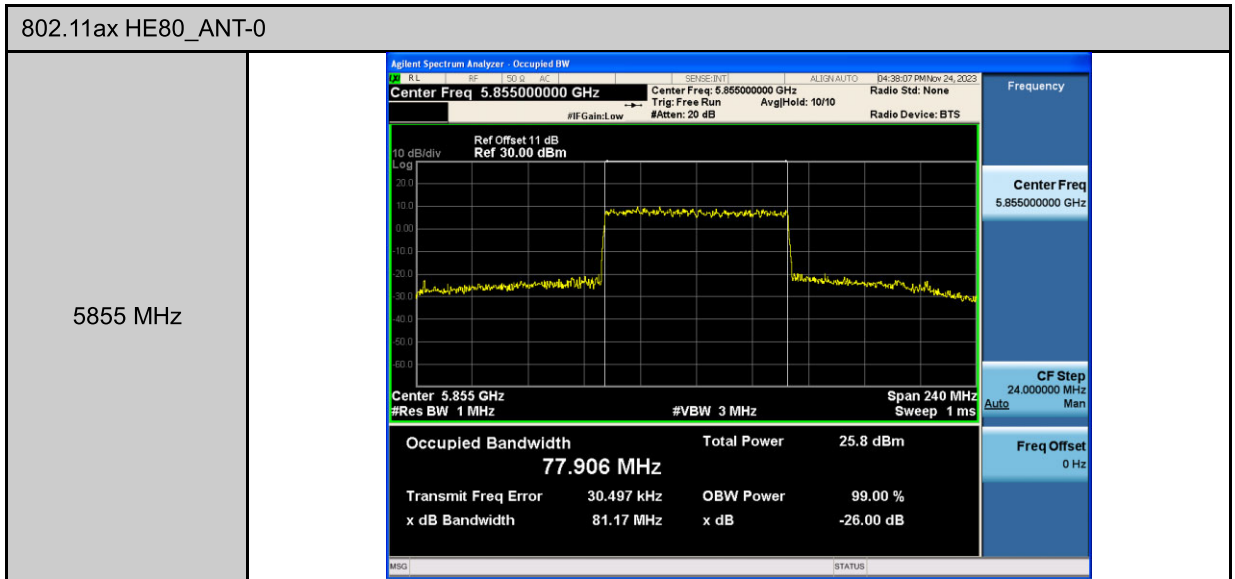 802.11ax HE80_ANT-0
5855 MHz
Agilent Spectrum Analyzer - Occupied BW
RL RF 50 Ω AC SENSE:INT ALIGN AUTO 04:38:07 PM Nov 24, 2023
Center Freq 5.855000000 GHz
Center Freq: 5.855000000 GHz Radio Std: None
Trig: Free Run Avg|Hold: 10/10
#IFGain:Low #Atten: 20 dB Radio Device: BTS
Ref Offset 11 dB
10 dB/div Ref 30.00 dBm
Log
20.0
10.0
0.00
-10.0
-20.0
-30.0
-40.0
-50.0
-60.0
Center 5.855 GHz Span 240 MHz
#Res BW 1 MHz #VBW 3 MHz Sweep 1 ms
Occupied Bandwidth Total Power 25.8 dBm
77.906 MHz
Transmit Freq Error 30.497 kHz OBW Power 99.00 %
x dB Bandwidth 81.17 MHz x dB -26.00 dB
MSG STATUS
Frequency
Center Freq
5.855000000 GHz
CF Step
24.000000 MHz
Auto Man
Freq Offset
0 Hz